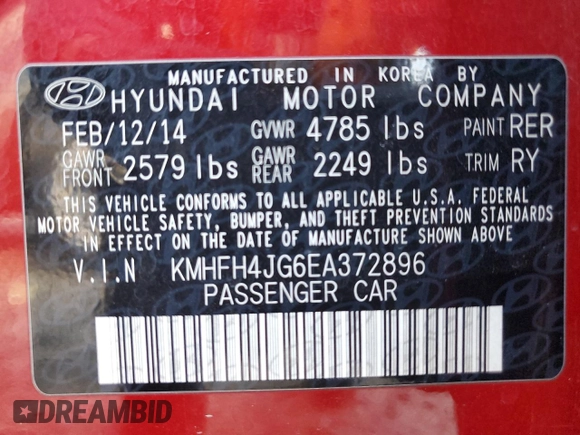 MANUFACTURED IN KOREA BY
HYUNDAI MOTOR COMPANY
FEB/12/14 GVWR 4785 lbs PAINT RER
GAWR FRONT 2579 lbs GAWR REAR 2249 lbs TRIM RY
THIS VEHICLE CONFORMS TO ALL APPLICABLE U.S.A. FEDERAL
MOTOR VEHICLE SAFETY, BUMPER, AND THEFT PREVENTION STANDARDS
IN EFFECT ON THE DATE OF MANUFACTURE SHOWN ABOVE
V.I.N KMHFH4JG6EA372896
PASSENGER CAR
DREAMBID